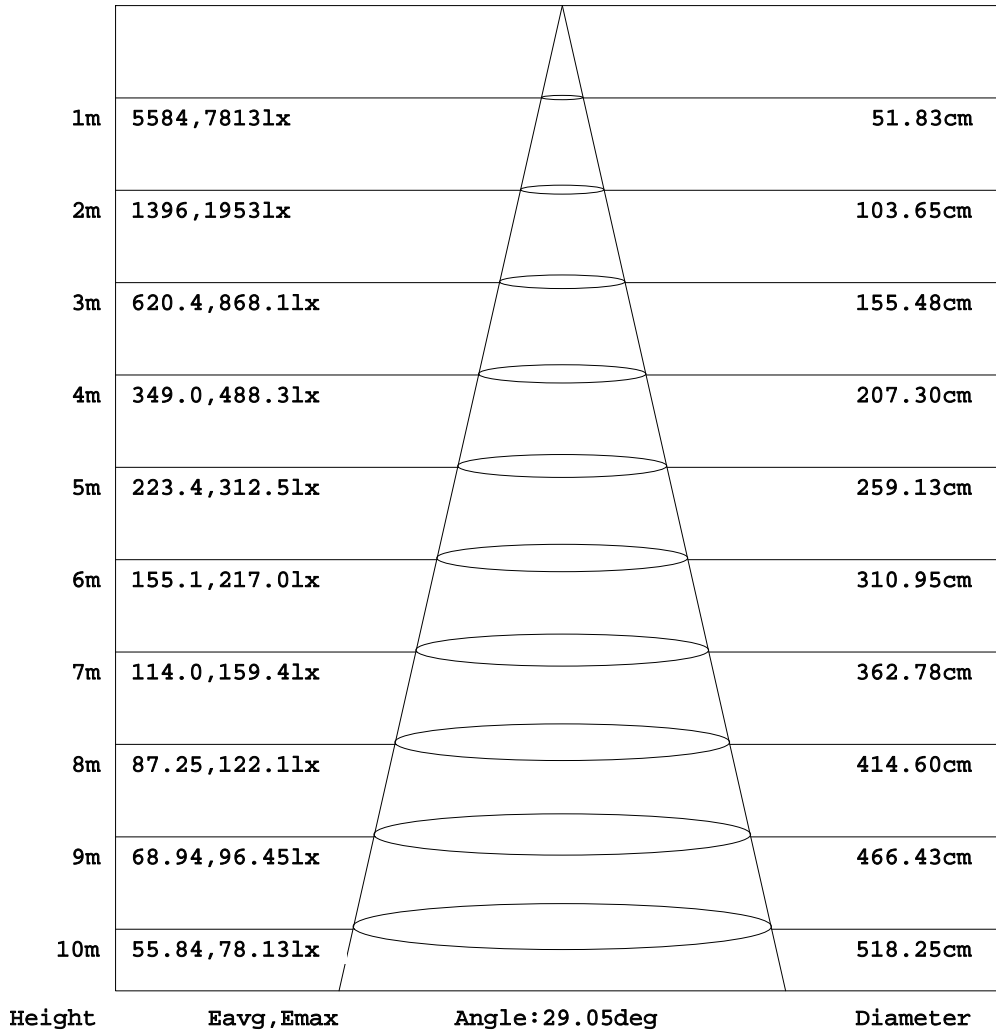 1m 5584,7813lx 51.83cm
2m 1396,1953lx 103.65cm
3m 620.4,868.1lx 155.48cm
4m 349.0,488.3lx 207.30cm
5m 223.4,312.5lx 259.13cm
6m 155.1,217.0lx 310.95cm
7m 114.0,159.4lx 362.78cm
8m 87.25,122.1lx 414.60cm
9m 68.94,96.45lx 466.43cm
10m 55.84,78.13lx 518.25cm
Height Eavg,Emax Angle:29.05deg Diameter